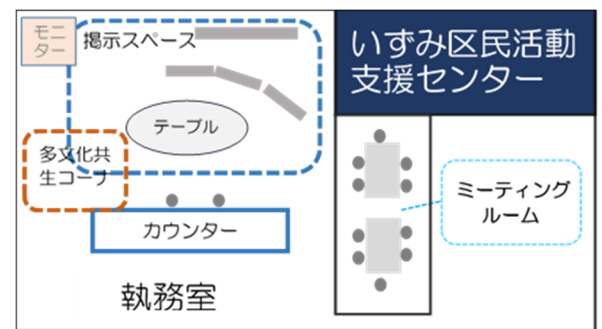 モニ
ター
掲示スペース
いずみ区民活動
支援センター
テーブル
多文化共
生コーナ
ミーティング
ルーム
カウンター
執務室